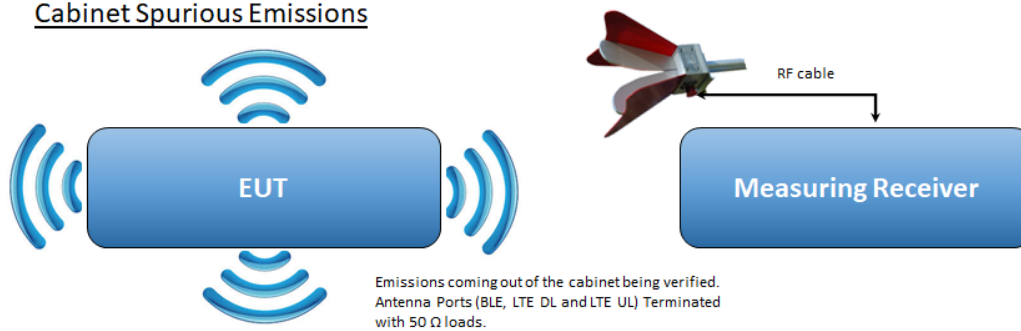 Cabinet Spurious Emissions
RF cable
EUT
Measuring Receiver
Emissions coming out of the cabinet being verified.
Antenna Ports (BLE, LTE DL and LTE UL) Terminated
with 50 Ω loads.